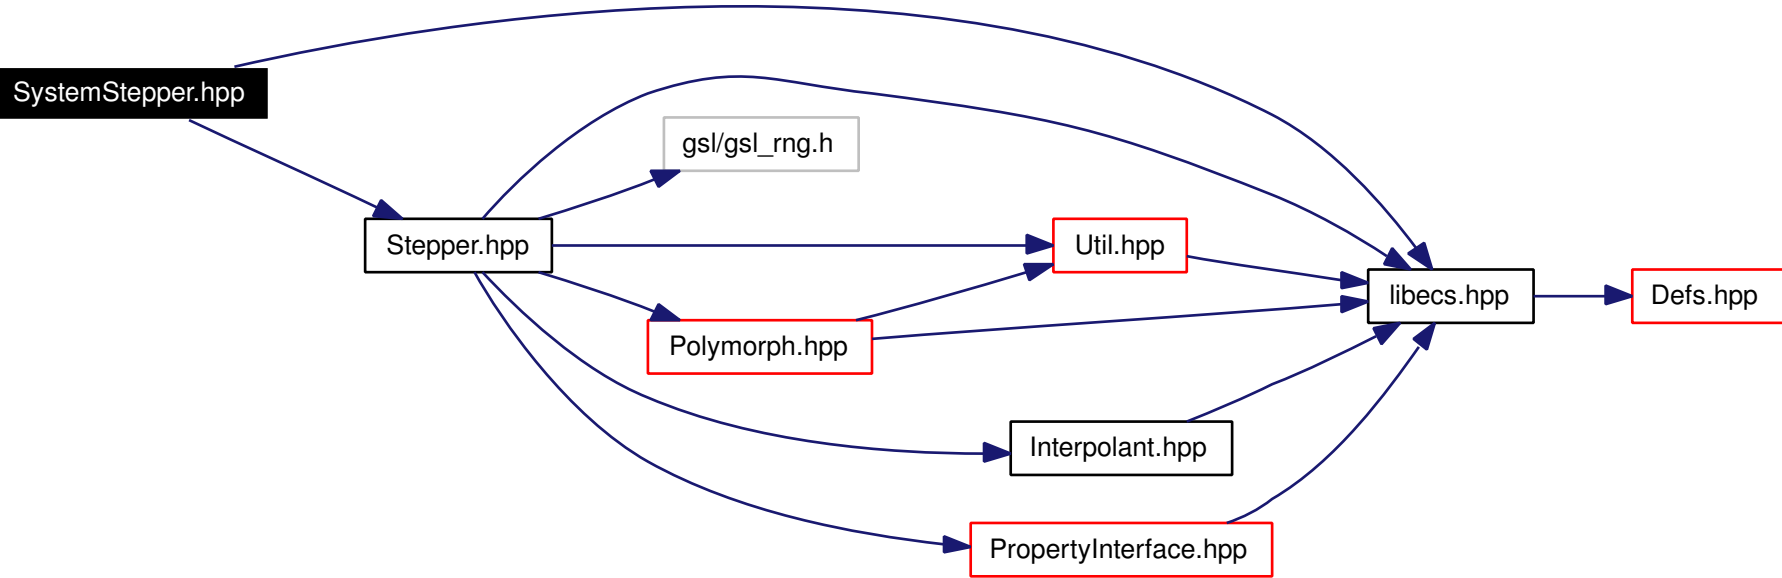 SystemStepper.hpp
gsl/gsl_rng.h
Stepper.hpp
Util.hpp
libecs.hpp
Defs.hpp
Polymorph.hpp
Interpolant.hpp
PropertyInterface.hpp